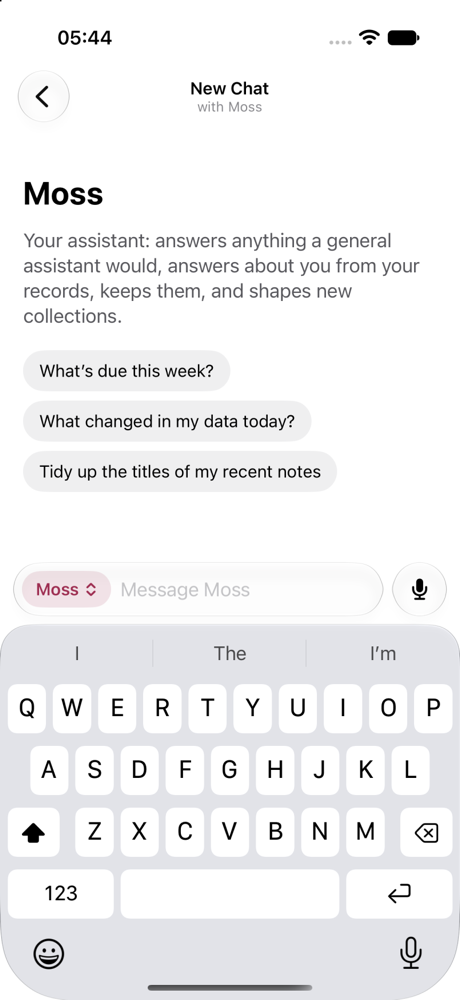 05:44
New Chat
with Moss
Moss
Your assistant: answers anything a general
assistant would, answers about you from your
records, keeps them, and shapes new
collections.
What’s due this week?
What changed in my data today?
Tidy up the titles of my recent notes
Moss Message Moss
I The I’m
Q W E R T Y U I O P
A S D F G H J K L
Z X C V B N M
123